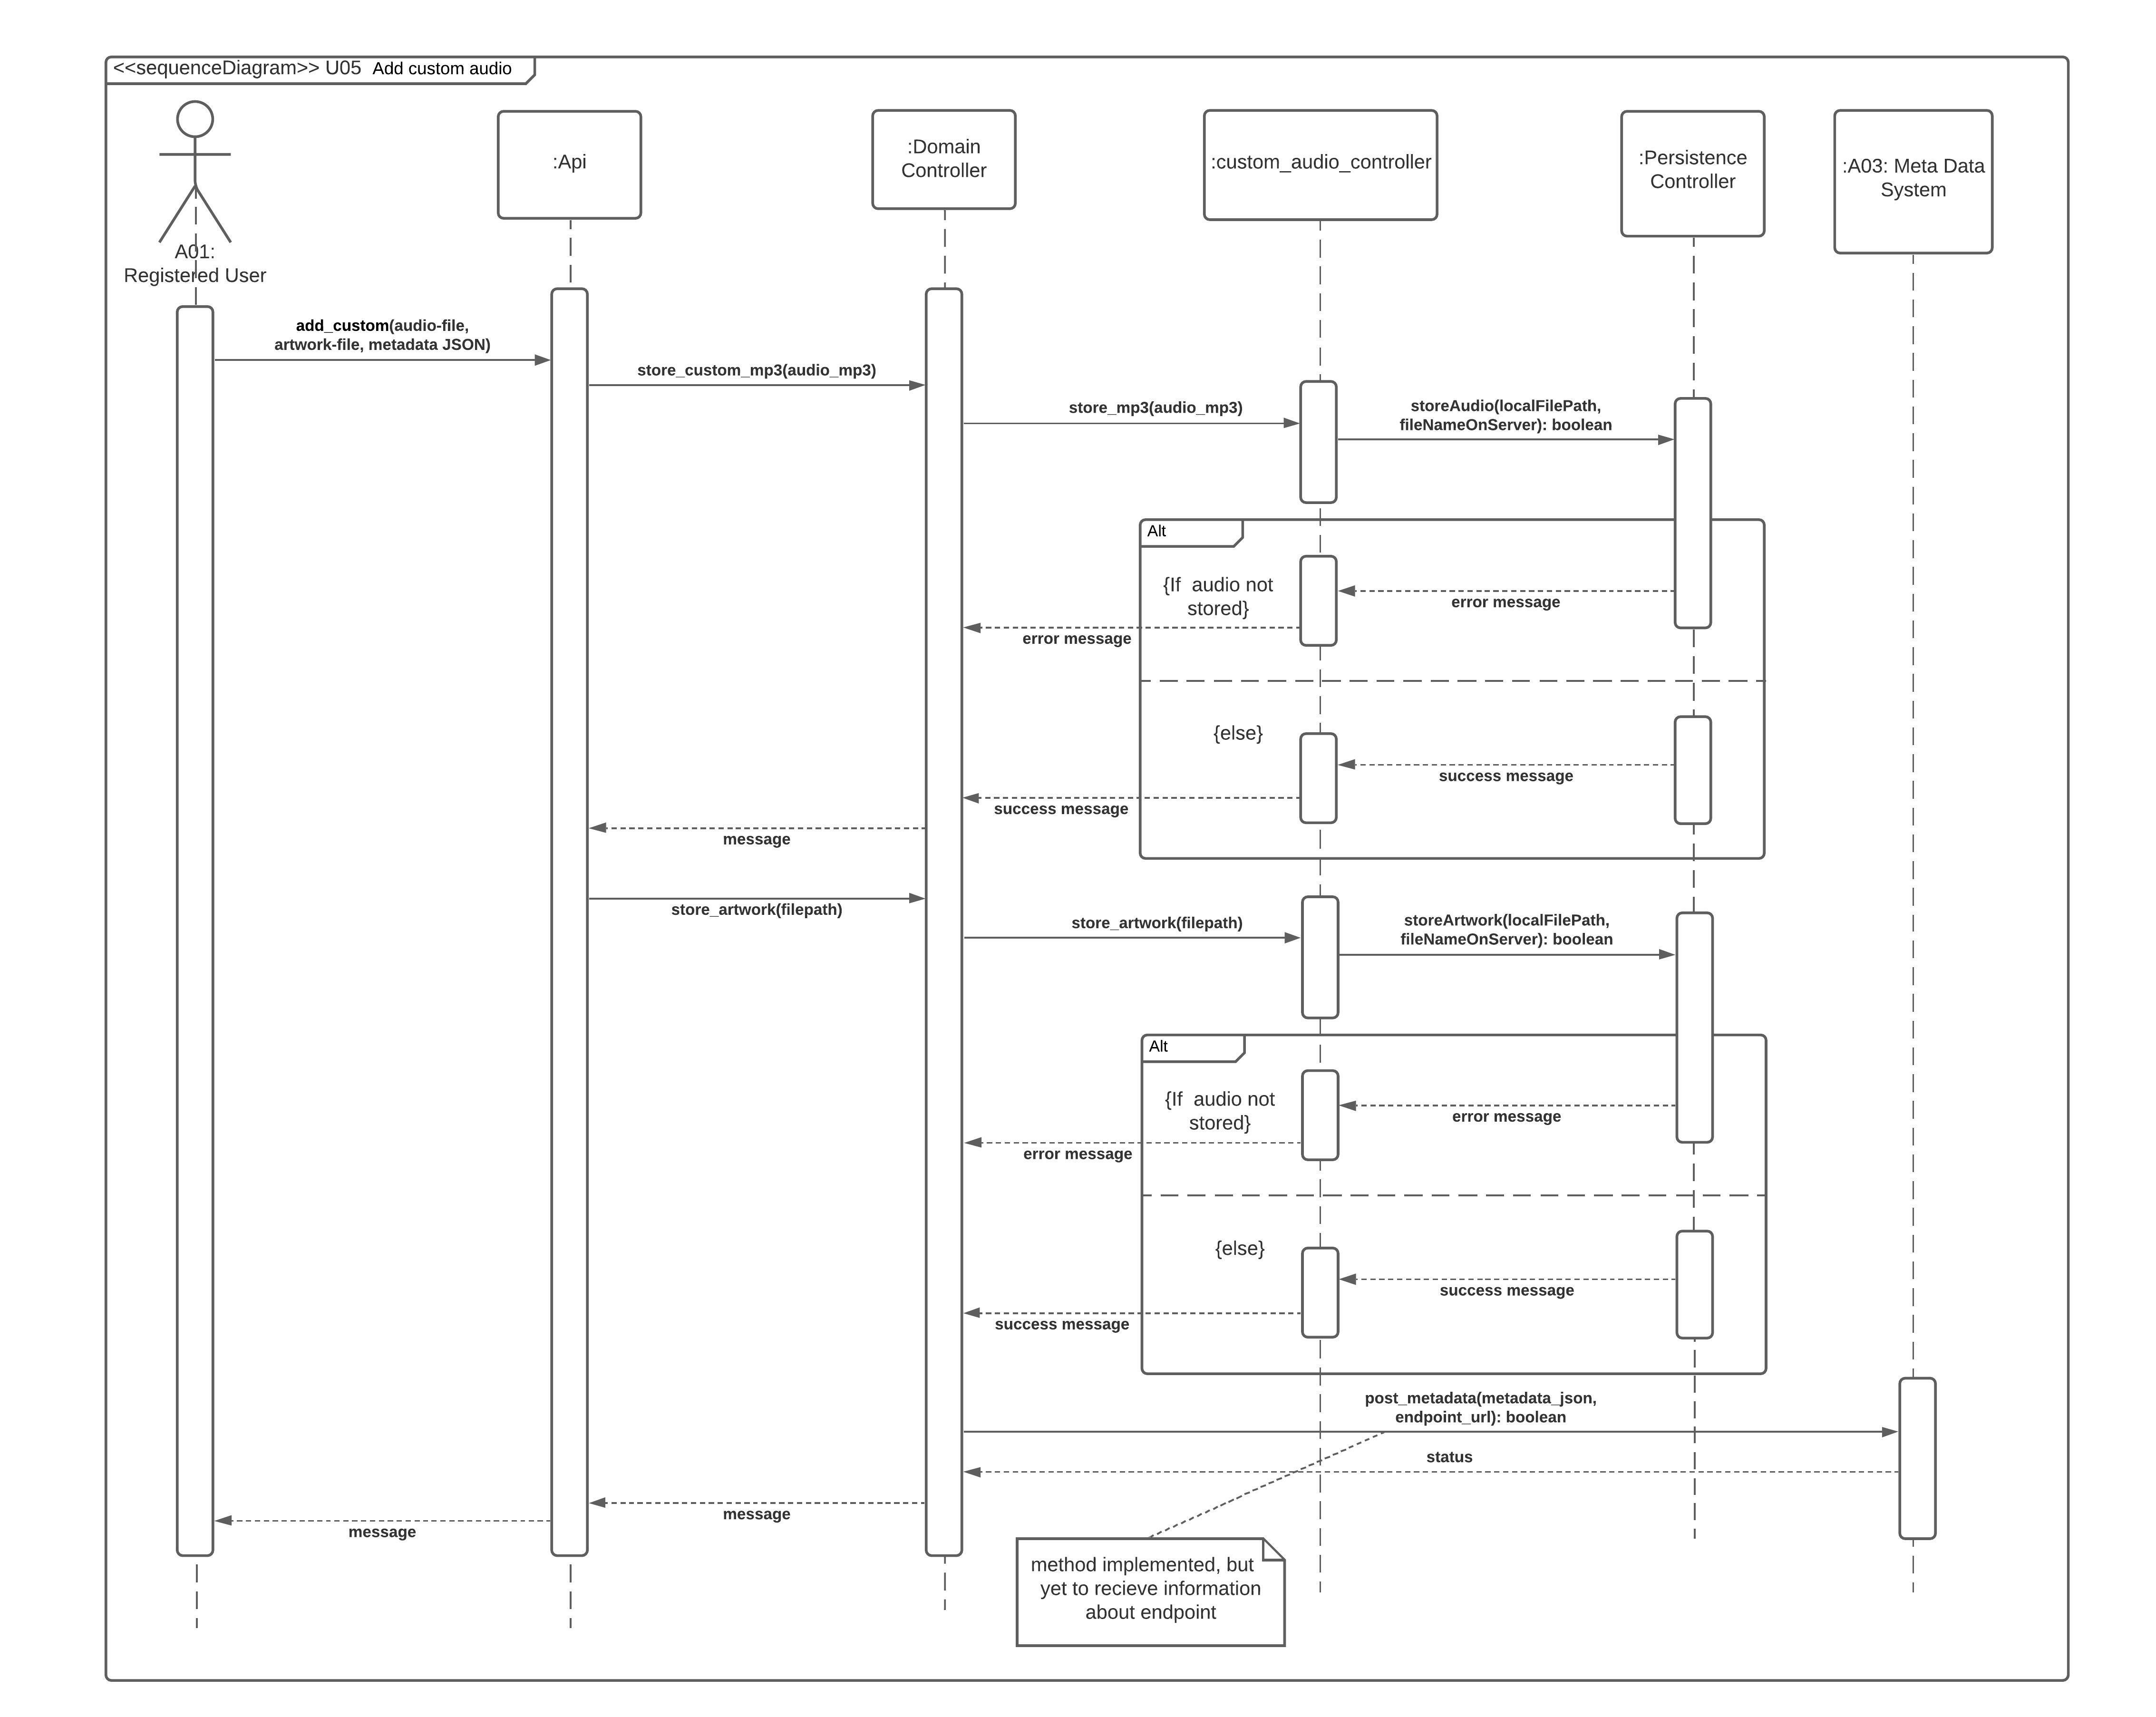 <<sequenceDiagram>> U05 Add custom audio
:Api
:Domain
Controller
:custom_audio_controller
:Persistence
Controller
:A03: Meta Data
System
A01:
Registered User
add_custom(audio-file,
artwork-file, metadata JSON)
store_custom_mp3(audio_mp3)
store_mp3(audio_mp3)
storeAudio(localFilePath,
fileNameOnServer): boolean
Alt
{If  audio not
stored}
error message
error message
{else}
success message
success message
message
store_artwork(filepath)
store_artwork(filepath)
storeArtwork(localFilePath,
fileNameOnServer): boolean
Alt
{If  audio not
stored}
error message
error message
{else}
success message
success message
post_metadata(metadata_json,
endpoint_url): boolean
status
message
message
method implemented, but
yet to recieve information
about endpoint